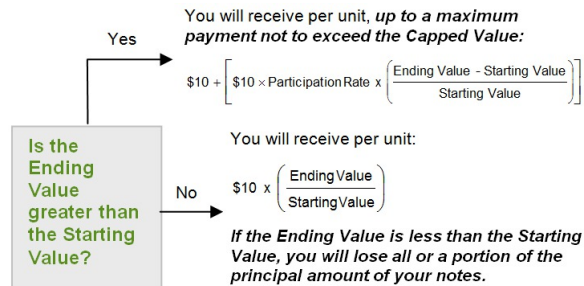 You will receive per unit, up to a maximum
payment not to exceed the Capped Value:
Yes
$10 + [ $10 × Participation Rate x ( Ending Value - Starting Value / Starting Value ) ]
Is the
Ending
Value
greater than
the Starting
Value?
You will receive per unit:
No
$10 x ( Ending Value / Starting Value )
If the Ending Value is less than the Starting
Value, you will lose all or a portion of the
principal amount of your notes.